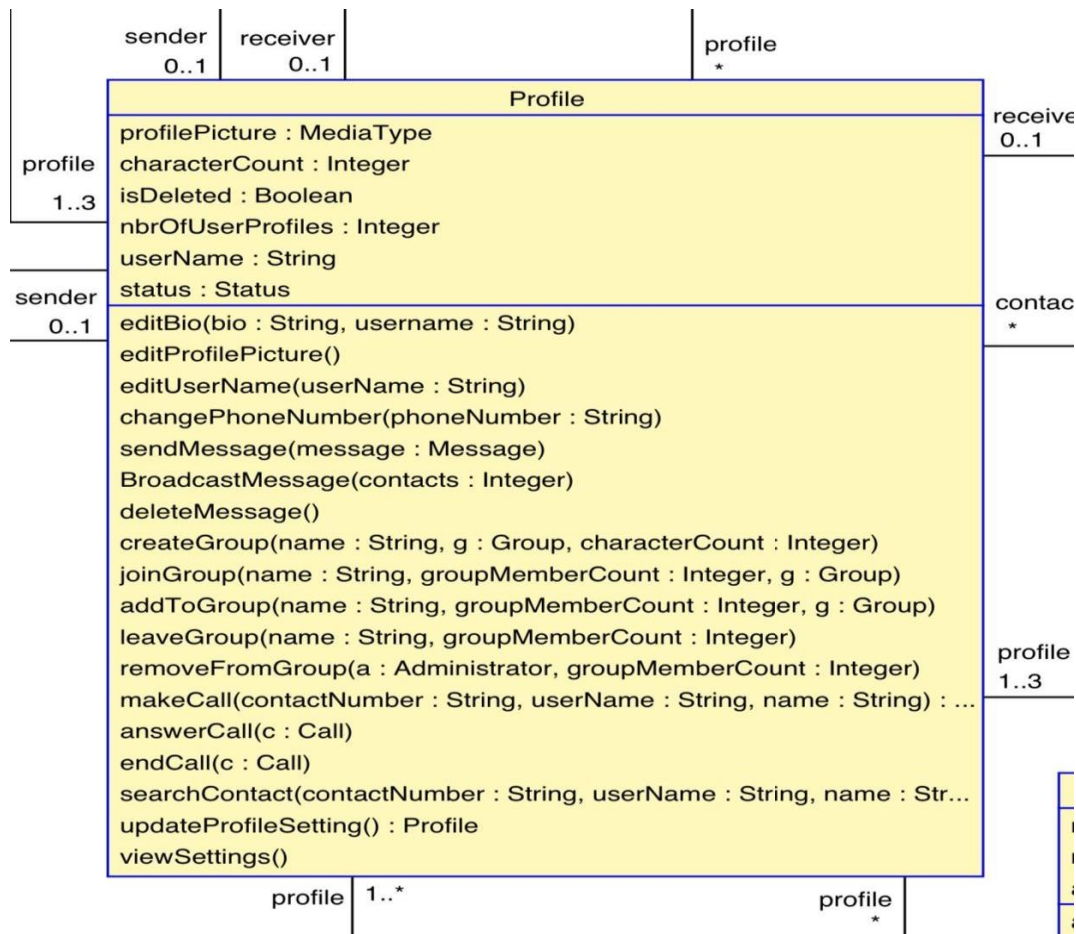 sender receiver
0..1 0..1
profile
*
Profile
profilePicture : MediaType
characterCount : Integer
isDeleted : Boolean
nbrOfUserProfiles : Integer
userName : String
status : Status
profile
1..3
sender
0..1
receive
0..1
contac
*
editBio(bio : String, username : String)
editProfilePicture()
editUserName(userName : String)
changePhoneNumber(phoneNumber : String)
sendMessage(message : Message)
BroadcastMessage(contacts : Integer)
deleteMessage()
createGroup(name : String, g : Group, characterCount : Integer)
joinGroup(name : String, groupMemberCount : Integer, g : Group)
addToGroup(name : String, groupMemberCount : Integer, g : Group)
leaveGroup(name : String, groupMemberCount : Integer)
removeFromGroup(a : Administrator, groupMemberCount : Integer)
makeCall(contactNumber : String, userName : String, name : String) : ...
answerCall(c : Call)
endCall(c : Call)
searchContact(contactNumber : String, userName : String, name : Str...
updateProfileSetting() : Profile
viewSettings()
profile
1..3
profile 1..*
profile
*